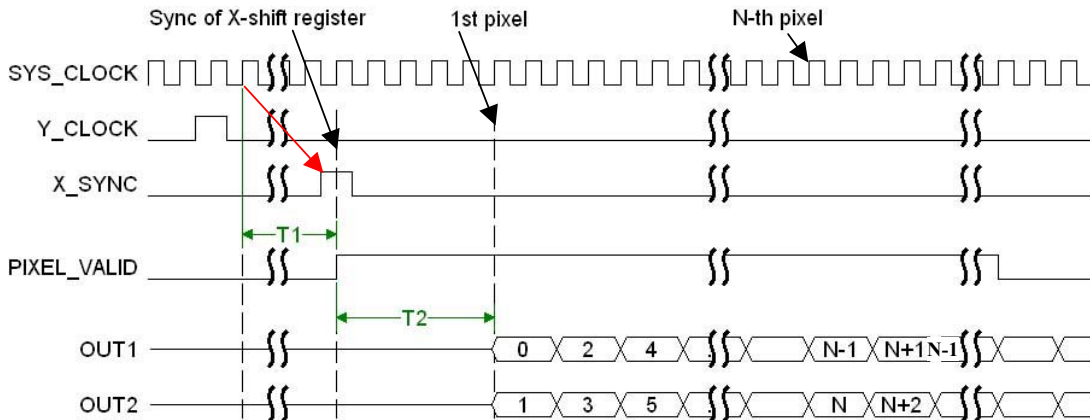 Sync of X-shift register 1st pixel N-th pixel
SYS_CLOCK
Y_CLOCK
X_SYNC
T1
PIXEL_VALID
T2
OUT1 0 2 4 . N-1 N+1 N-1
OUT2 1 3 5 . N N+2